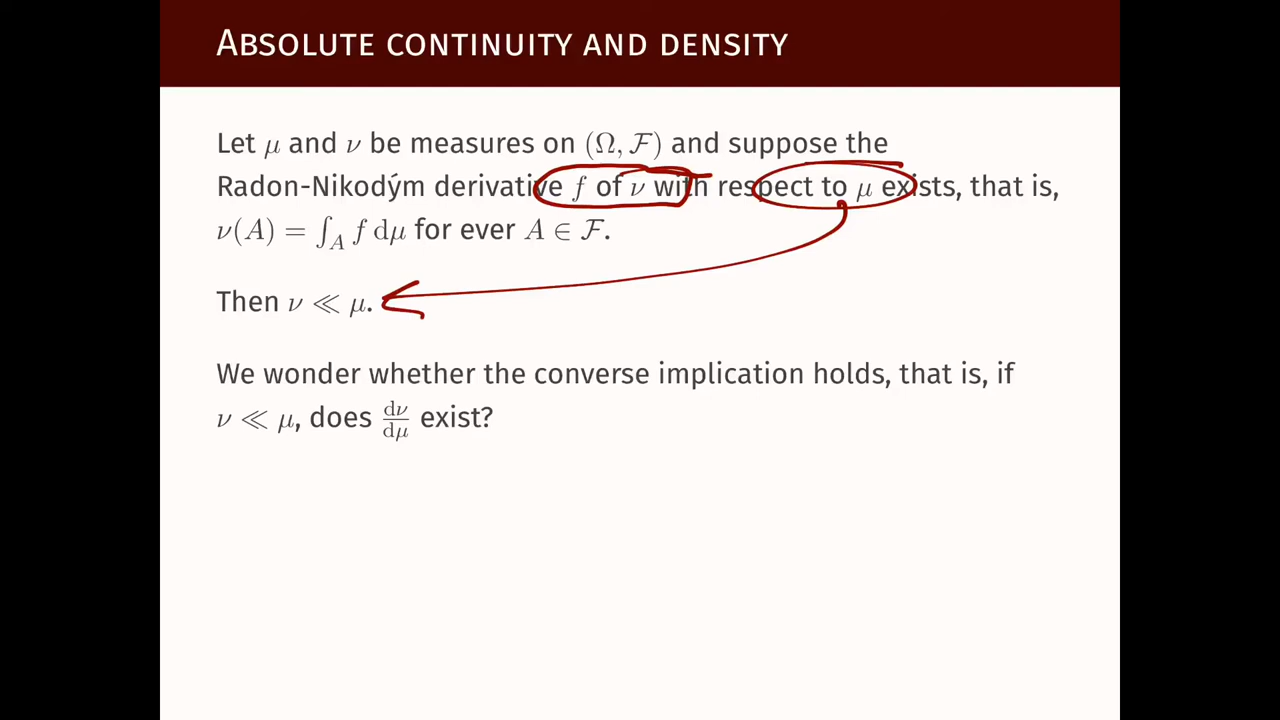 ABSOLUTE CONTINUITY AND DENSITY
Let μ and ν be measures on (Ω, ℱ) and suppose the
Radon-Nikodým derivative f of ν with respect to μ exists, that is,
ν(A) = ∫_A f dμ for ever A ∈ ℱ.
Then ν ≪ μ.
We wonder whether the converse implication holds, that is, if
ν ≪ μ, does dν/dμ exist?